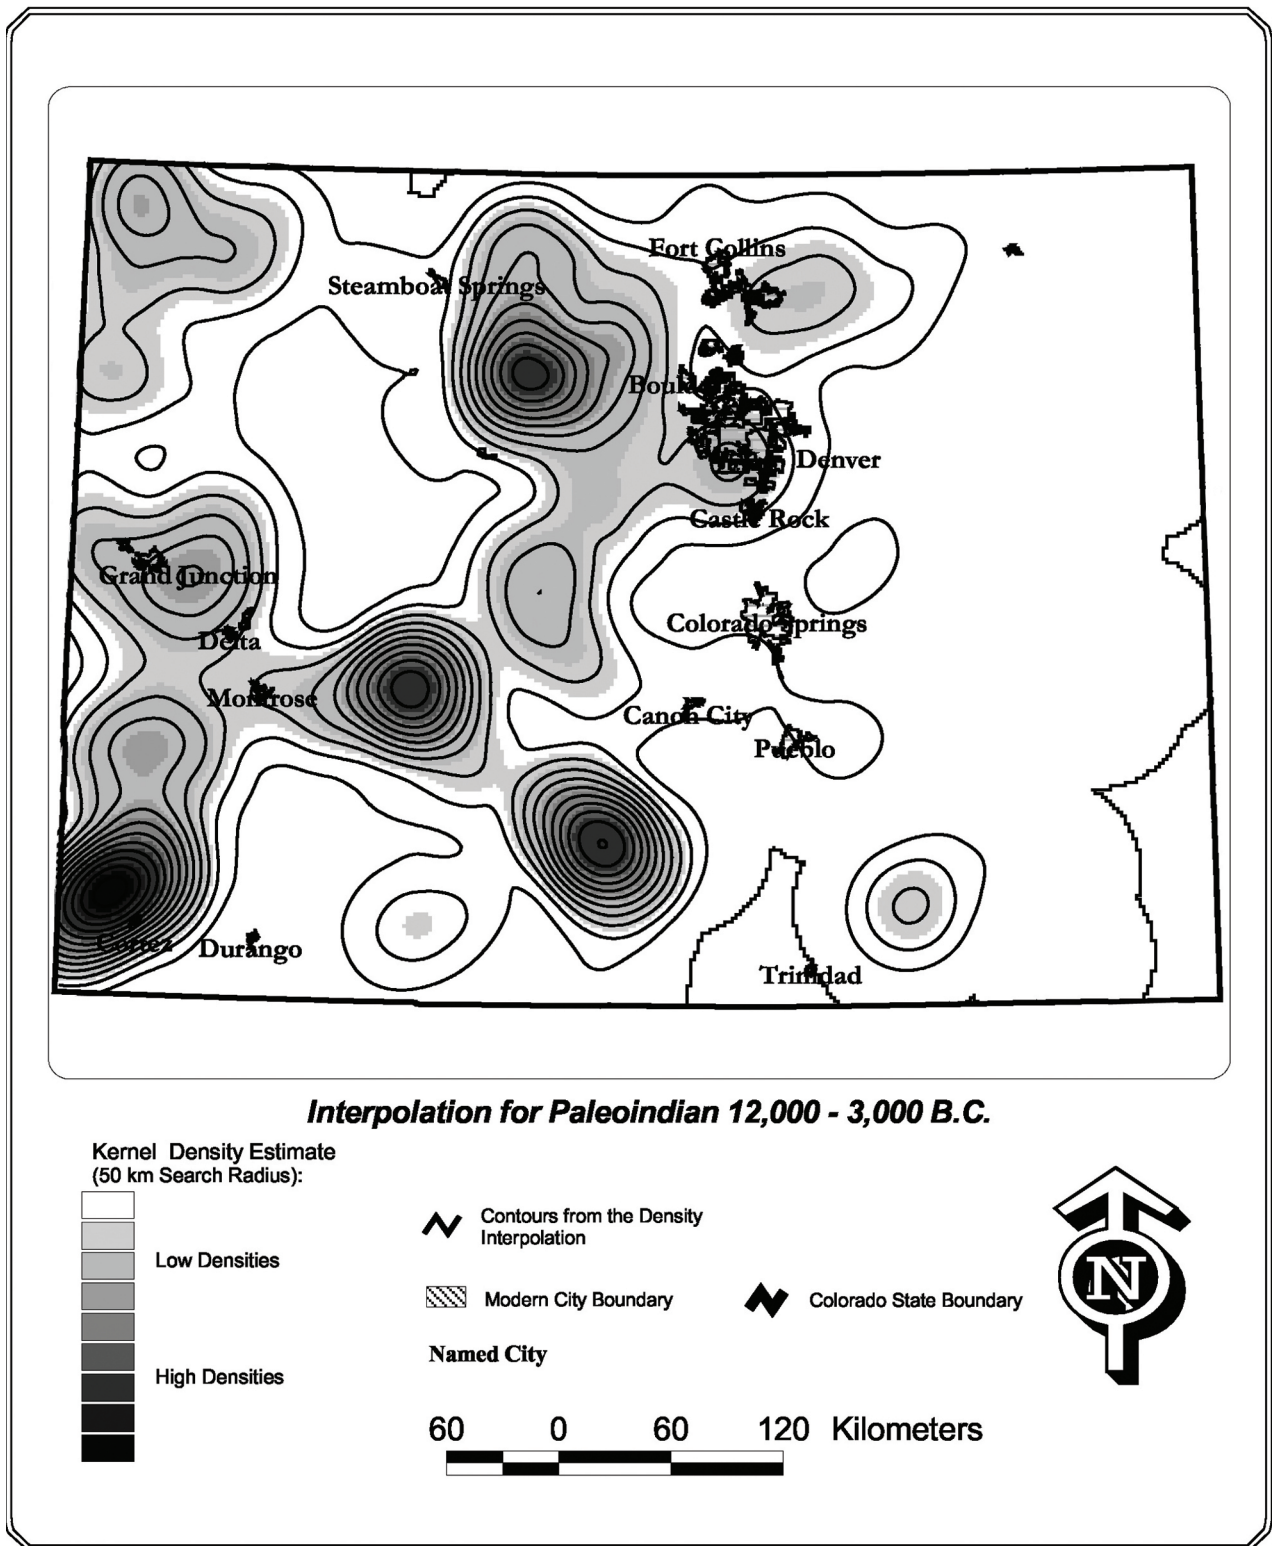 Fort Collins
Steamboat Springs
Boulder
Denver
Castle Rock
Grand Junction
Colorado Springs
Delta
Montrose
Canon City
Pueblo
Cortez
Durango
Trinidad
Interpolation for Paleoindian 12,000 - 3,000 B.C.
Kernel Density Estimate
(50 km Search Radius):
Low Densities
High Densities
Contours from the Density
Interpolation
Modern City Boundary
Colorado State Boundary
Named City
60 0 60 120 Kilometers
N